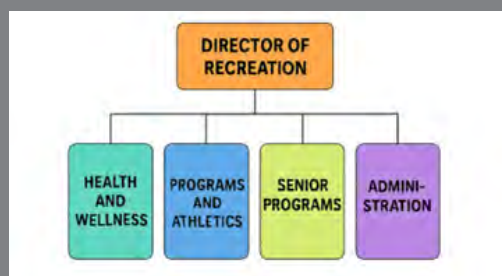 DIRECTOR OF
RECREATION
HEALTH
AND
WELLNESS
PROGRAMS
AND
ATHLETICS
SENIOR
PROGRAMS
ADMINI-
STRATION